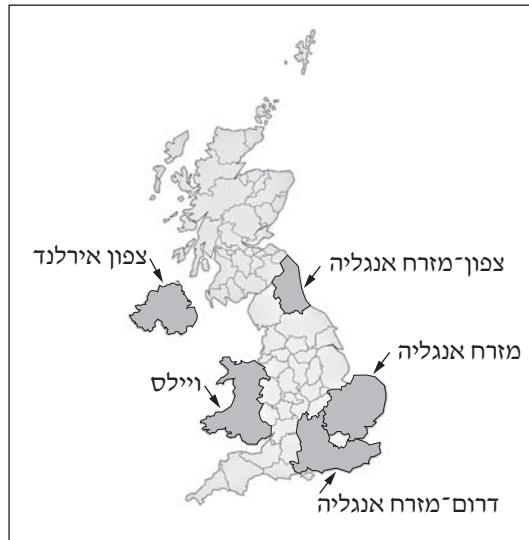 צפון אירלנד
צפון־מזרח אנגליה
מזרח אנגליה
ויילס
דרום־מזרח אנגליה